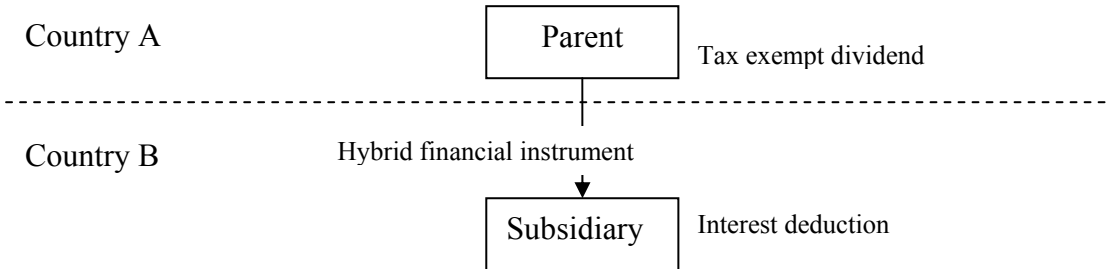 Country A
Parent
Tax exempt dividend
Country B
Hybrid financial instrument
Subsidiary
Interest deduction